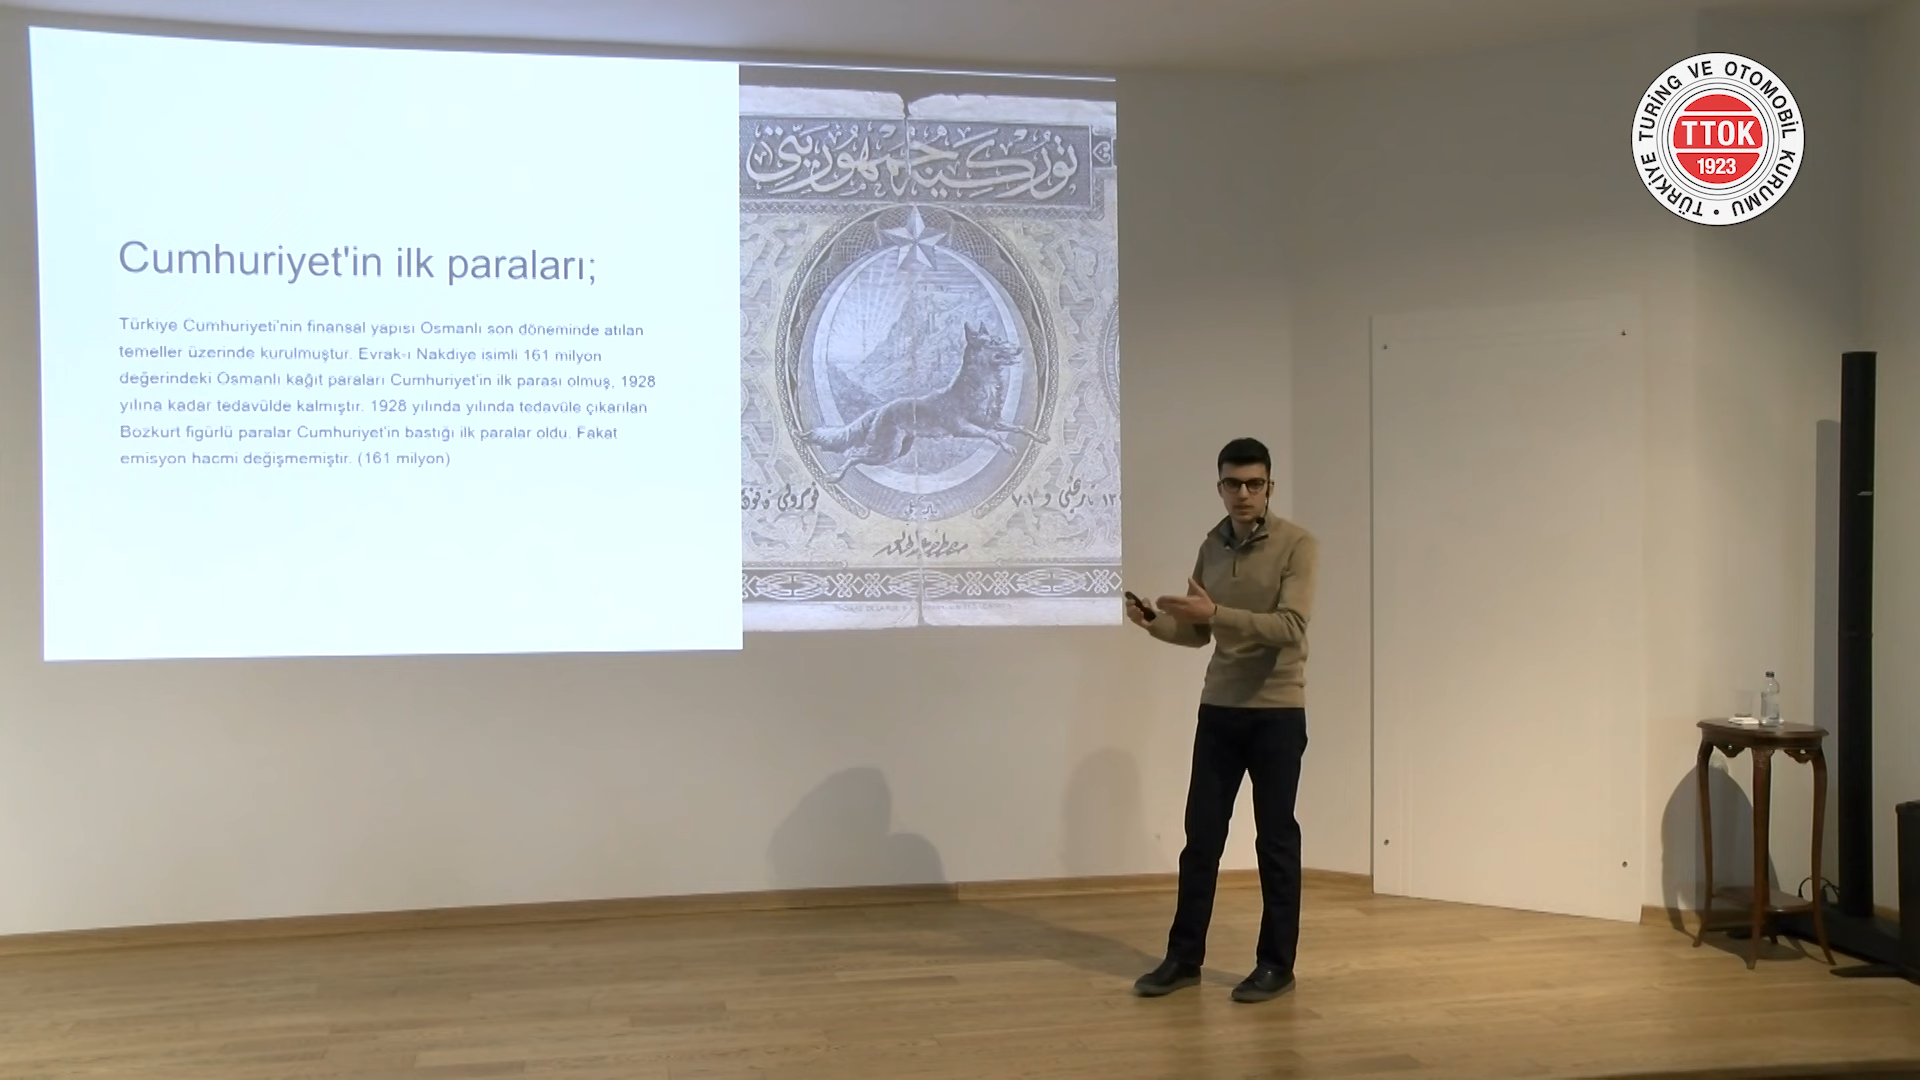 Cumhuriyet'in ilk paraları;
Türkiye Cumhuriyeti'nin finansal yapısı Osmanlı son döneminde atılan
temeller üzerinde kurulmuştur. Evrak-ı Nakdiye isimli 161 milyon
değerindeki Osmanlı kağıt paraları Cumhuriyet'in ilk parası olmuş, 1928
yılına kadar tedavülde kalmıştır. 1928 yılında yılında tedavüle çıkarılan
Bozkurt figürlü paralar Cumhuriyet'in bastığı ilk paralar oldu. Fakat
emisyon hacmi değişmemiştir. (161 milyon)
توركيه جمهوريتى
TÜRKİYE TURİNG VE OTOMOBİL KURUMU •
TTOK
1923